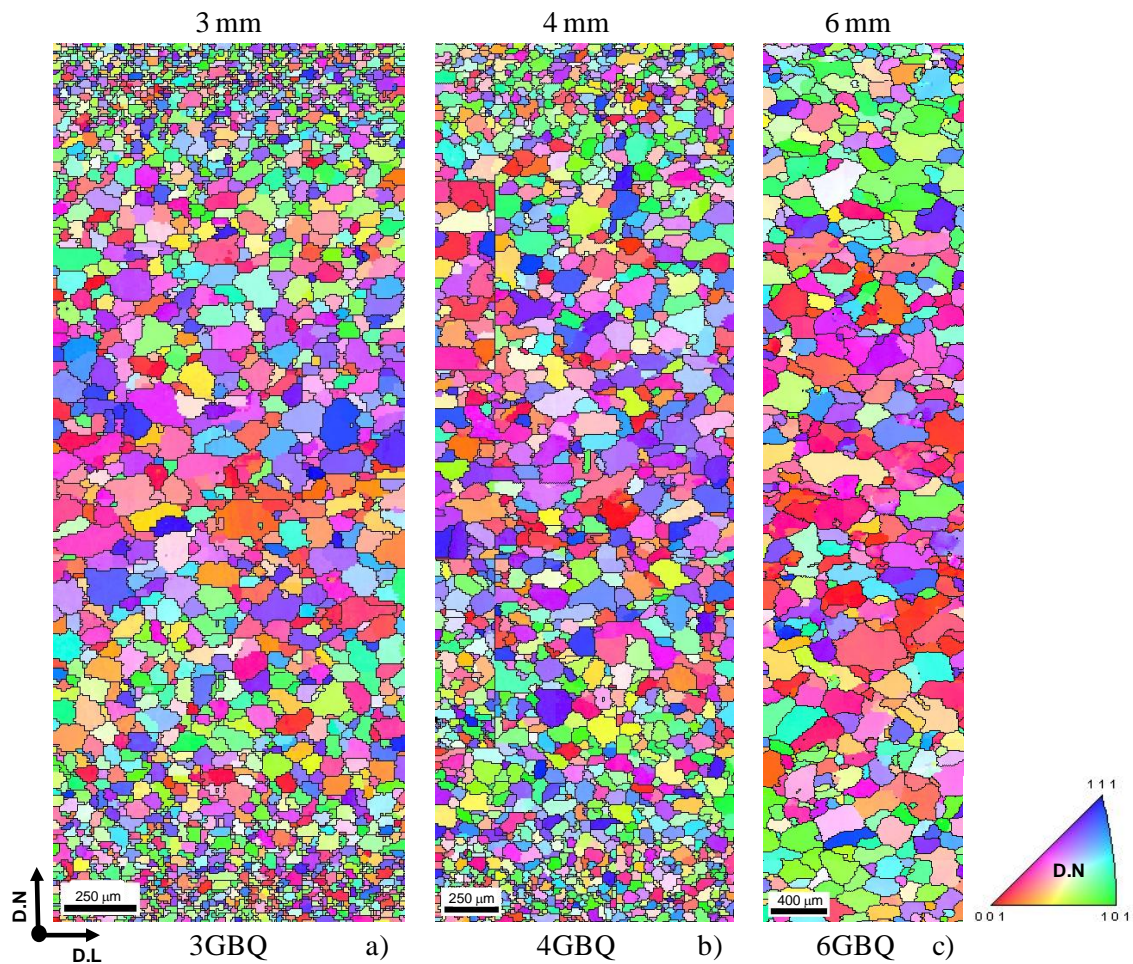 3 mm
4 mm
6 mm
1 1 1
D.N
0 0 1
1 0 1
D.N
250 µm
250 µm
400 µm
D.L
3GBQ
a)
4GBQ
b)
6GBQ
c)